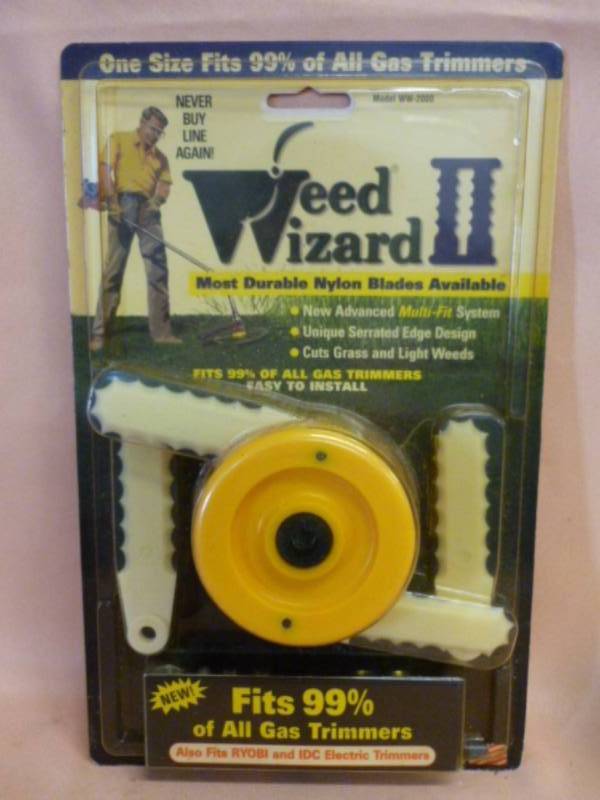 One Size Fits 99% of All Gas Trimmers
NEVER
BUY
LINE
AGAIN!
Model WW-2000
Weed
Wizard II
Most Durable Nylon Blades Available
• New Advanced Multi-Fit System
• Unique Serrated Edge Design
• Cuts Grass and Light Weeds
FITS 99% OF ALL GAS TRIMMERS
EASY TO INSTALL
NEW!
Fits 99%
of All Gas Trimmers
Also Fits RYOBI and IDC Electric Trimmers